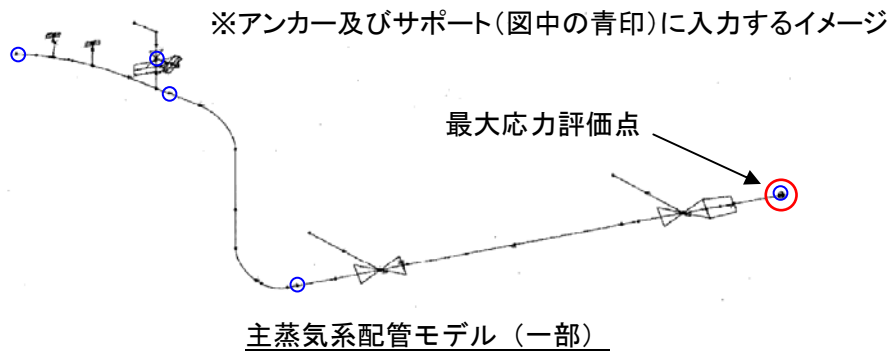 ※アンカー及びサポート(図中の青印)に入力するイメージ
最大応力評価点
主蒸気系配管モデル(一部)